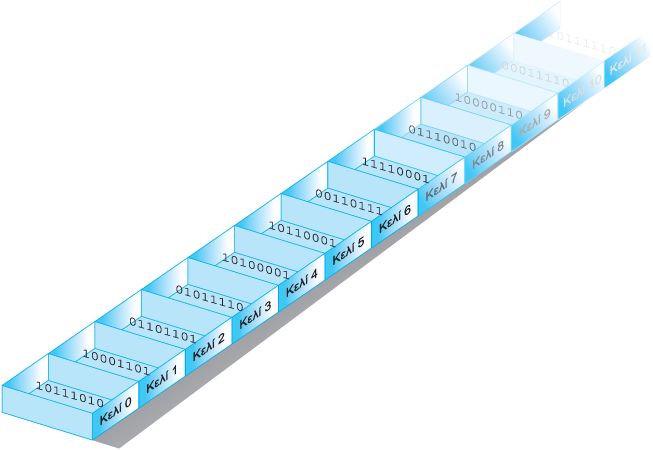 10111010
Κελί 0
10001101
Κελί 1
01101101
Κελί 2
01011110
Κελί 3
10100001
Κελί 4
10110001
Κελί 5
00110111
Κελί 6
11110001
Κελί 7
01110010
Κελί 8
10000110
Κελί 9
00011110
Κελί 10
Κελί